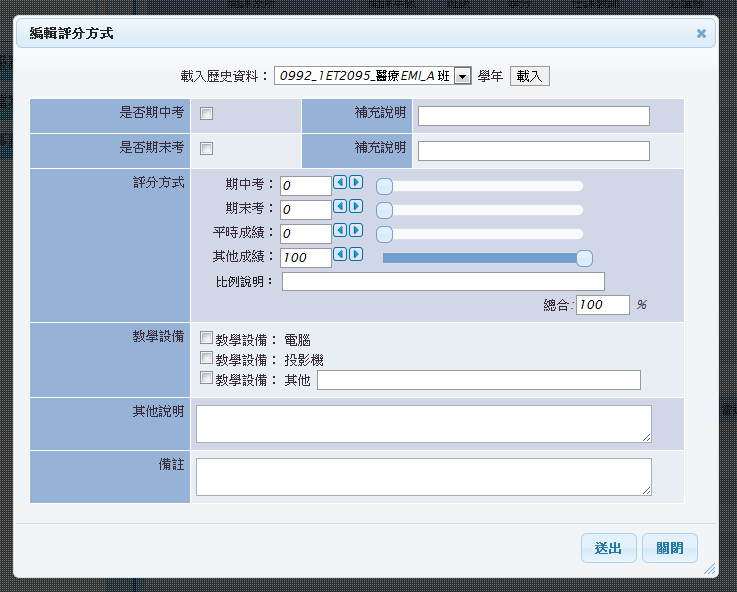 編輯評分方式
載入歷史資料： 0992_1ET2095_醫療EMI_A 班 學年 載入
是否期中考 補充說明
是否期末考 補充說明
評分方式 期中考： 0
期末考： 0
平時成績： 0
其他成績： 100
比例說明：
總合: 100 %
教學設備 教學設備： 電腦
教學設備： 投影機
教學設備： 其他
其他說明
備註
送出 關閉